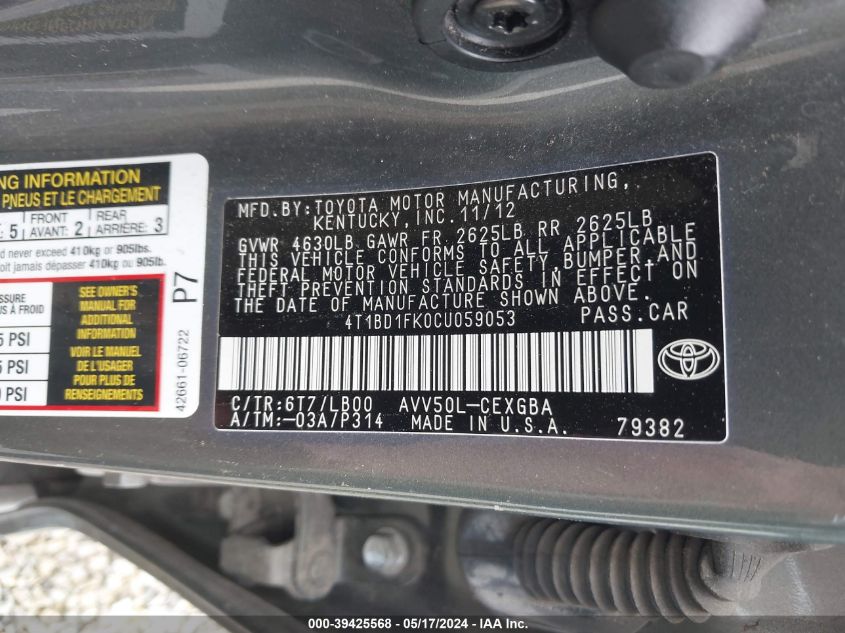 NG INFORMATION
PNEUS ET LE CHARGEMENT
5 FRONT AVANT: 2 REAR ARRIÈRE: 3
never exceed 410kg or 905lbs.
jamais dépasser 410kg ou 905lb.
P7
42661-06722
À FROID
SEE OWNER'S
MANUAL FOR
ADDITIONAL
INFORMATION
VOIR LE MANUEL
DE L'USAGER
POUR PLUS DE
RENSEIGNEMENTS
PSI
PSI
PSI
MFD.BY:TOYOTA MOTOR MANUFACTURING,
KENTUCKY, INC.11/12
GVWR 4630LB GAWR FR 2625LB RR 2625LB
THIS VEHICLE CONFORMS TO ALL APPLICABLE
FEDERAL MOTOR VEHICLE SAFETY,BUMPER,AND
THEFT PREVENTION STANDARDS IN EFFECT ON
THE DATE OF MANUFACTURE SHOWN ABOVE.
4T1BD1FK0CU059053 PASS.CAR
C/TR:6T7/LB00 AVV50L-CEXGBA
A/TM:-03A/P314 MADE IN U.S.A. 79382
000-39425568 - 05/17/2024 - IAA Inc.